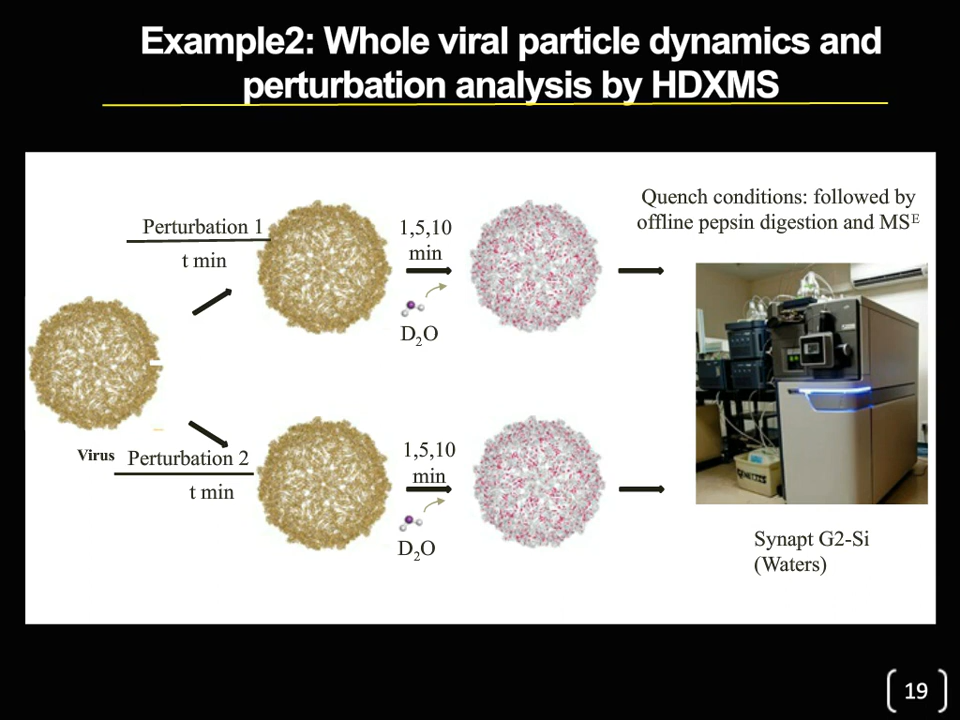 Example2: Whole viral particle dynamics and
perturbation analysis by HDXMS
Quench conditions: followed by
offline pepsin digestion and MSᴱ
Perturbation 1
t min
1,5,10
min
D₂O
Virus
Perturbation 2
t min
1,5,10
min
D₂O
Synapt G2-Si
(Waters)
19